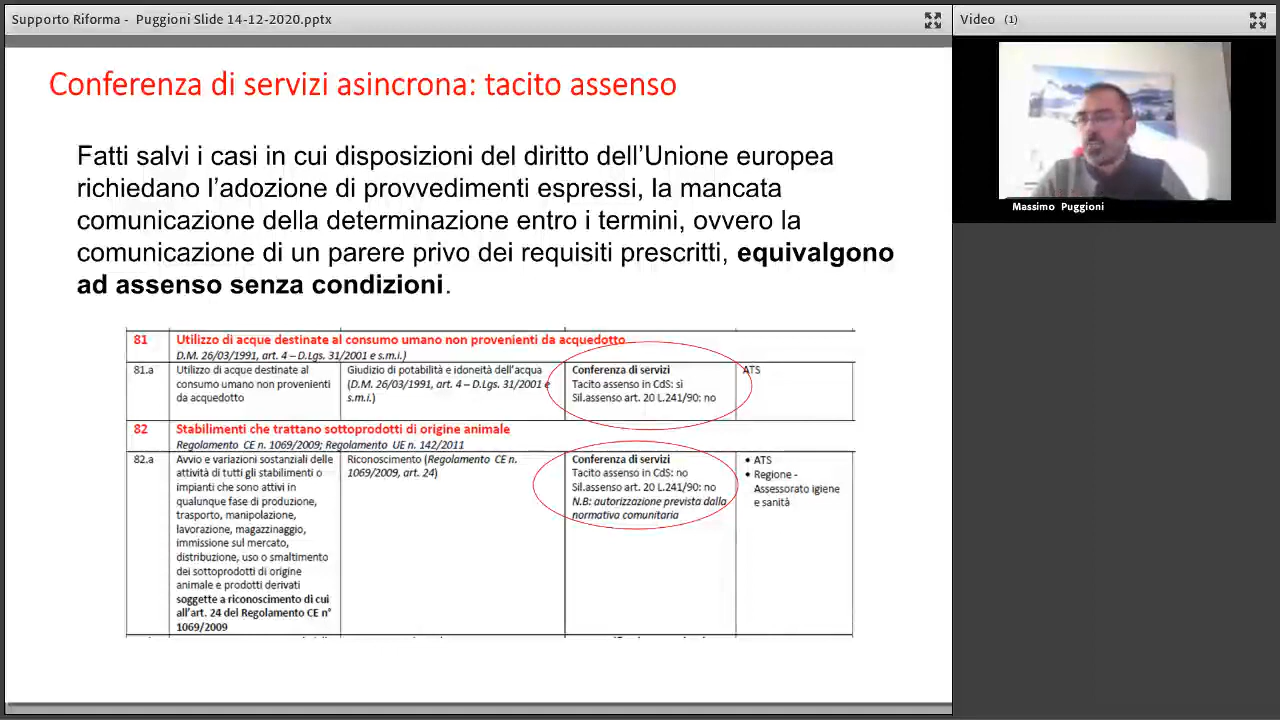 Supporto Riforma - Puggioni Slide 14-12-2020.pptx
Video (1)
Massimo Puggioni
Conferenza di servizi asincrona: tacito assenso
Fatti salvi i casi in cui disposizioni del diritto dell’Unione europea
richiedano l’adozione di provvedimenti espressi, la mancata
comunicazione della determinazione entro i termini, ovvero la
comunicazione di un parere privo dei requisiti prescritti, equivalgono
ad assenso senza condizioni.
81
Utilizzo di acque destinate al consumo umano non provenienti da acquedotto
D.M. 26/03/1991, art. 4 – D.Lgs. 31/2001 e s.m.i.)
81.a
Utilizzo di acque destinate al
consumo umano non provenienti
da acquedotto
Giudizio di potabilità e idoneità dell’acqua
(D.M. 26/03/1991, art. 4 – D.Lgs. 31/2001 e
s.m.i.)
Conferenza di servizi
Tacito assenso in CdS: sì
Sil.assenso art. 20 L.241/90: no
ATS
82
Stabilimenti che trattano sottoprodotti di origine animale
Regolamento CE n. 1069/2009; Regolamento UE n. 142/2011
82.a
Avvio e variazioni sostanziali delle
attività di tutti gli stabilimenti o
impianti che sono attivi in
qualunque fase di produzione,
trasporto, manipolazione,
lavorazione, magazzinaggio,
immissione sul mercato,
distribuzione, uso o smaltimento
dei sottoprodotti di origine
animale e prodotti derivati
soggette a riconoscimento di cui
all’art. 24 del Regolamento CE n°
1069/2009
Riconoscimento (Regolamento CE n.
1069/2009, art. 24)
Conferenza di servizi
Tacito assenso in CdS: no
Sil.assenso art. 20 L.241/90: no
N.B: autorizzazione prevista dalla
normativa comunitaria
• ATS
• Regione -
Assessorato igiene
e sanità